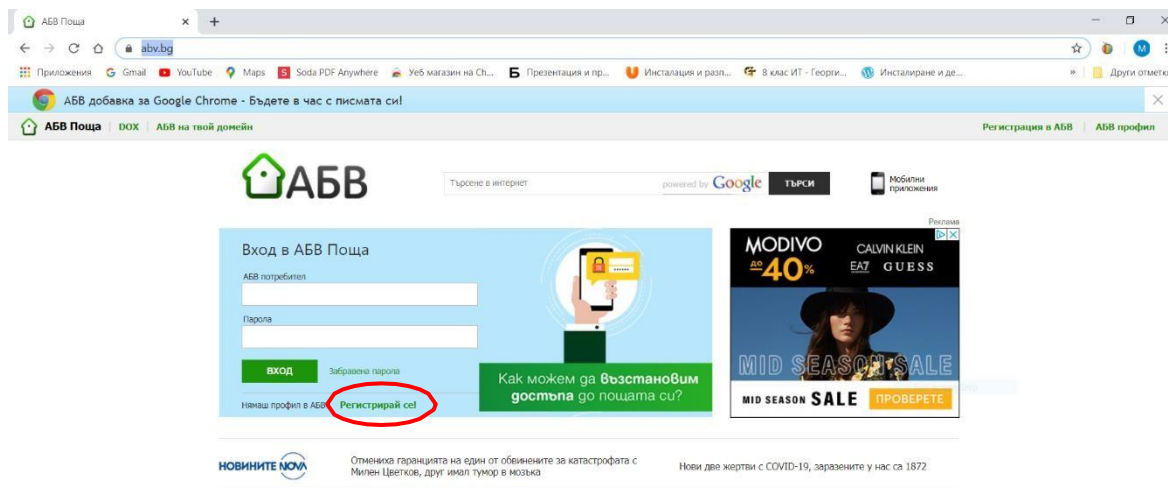 АБВ Поща
abv.bg
M
Приложения Gmail YouTube Maps Soda PDF Anywhere Уеб магазин на Ch... Презентация и пр... Инсталация и разп... 8 клас ИТ - Георги... Инсталиране и де... » Други отметк
АБВ добавка за Google Chrome - Бъдете в час с писмата си!
АБВ Поща DOX АБВ на твой домейн Регистрация в АБВ АБВ профил
АБВ
Търсене в интернет powered by Google ТЪРСИ
Мобилни
приложения
Реклама
Вход в АБВ Поща
АБВ потребител
Парола
ВХОД Забравена парола
Нямаш профил в АБВ Регистрирай се!
Как можем да възстановим
достъпа до пощата си?
MODIVO
до 40%
CALVIN KLEIN
EA7 GUESS
MID SEASON SALE
MID SEASON SALE ПРОВЕРЕТЕ
НОВИНИТЕ NOVA
Отмениха гаранцията на един от обвинените за катастрофата с
Милен Цветков, друг имал тумор в мозъка
Нови две жертви с COVID-19, заразените у нас са 1872